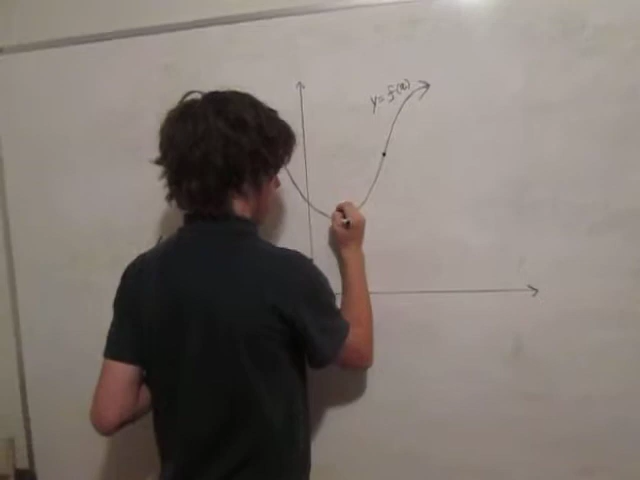 y = f(x)